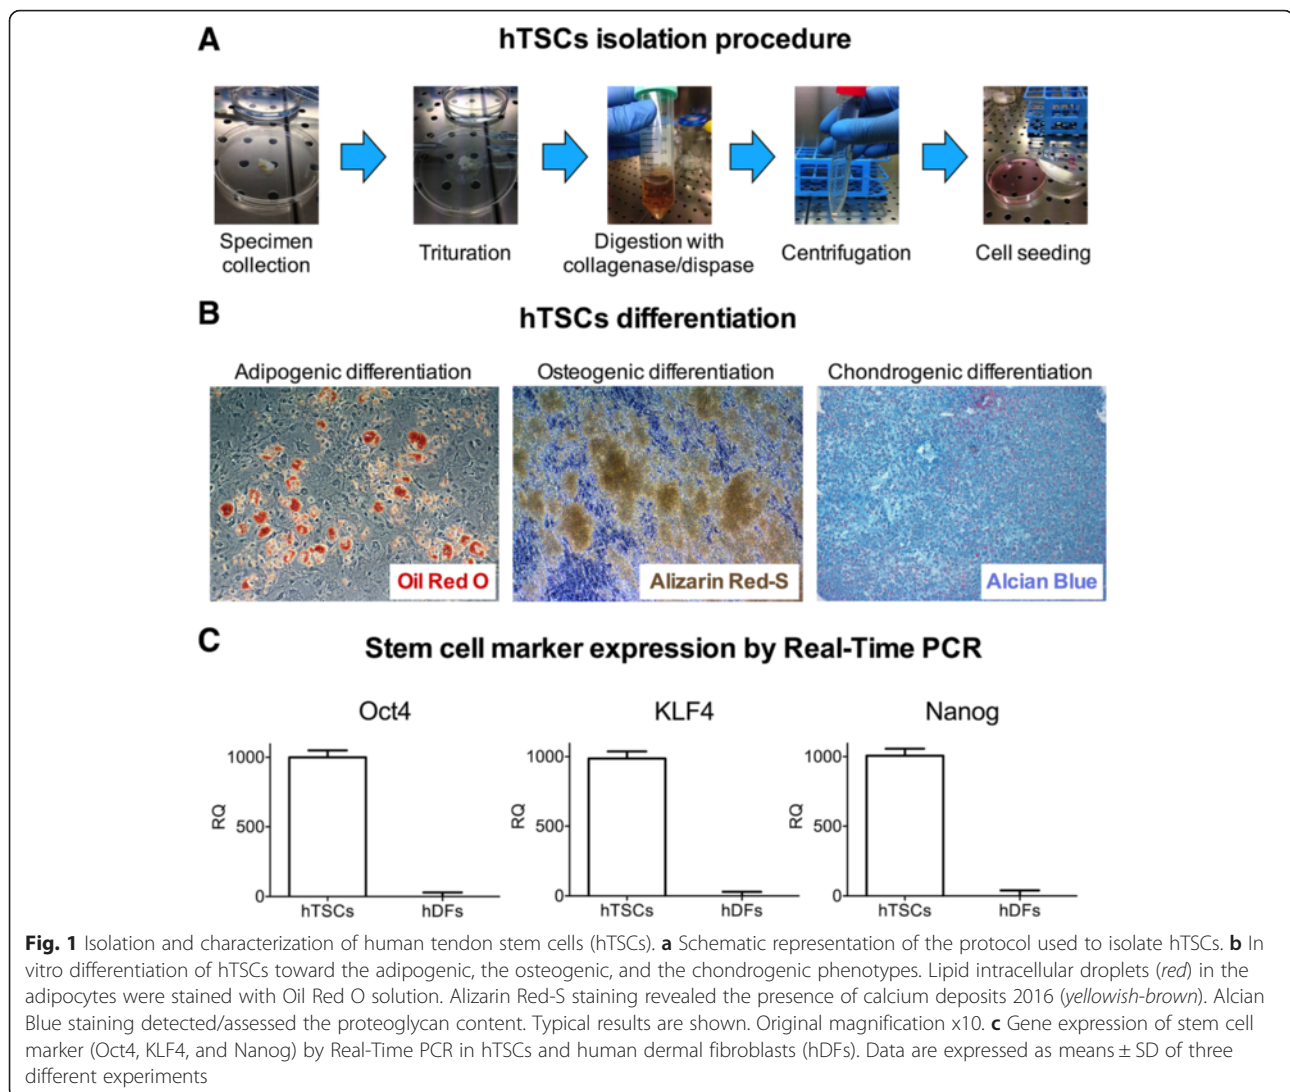 A
hTSCs isolation procedure
Specimen
collection
Trituration
Digestion with
collagenase/dispase
Centrifugation
Cell seeding
B
hTSCs differentiation
Adipogenic differentiation
Osteogenic differentiation
Chondrogenic differentiation
Oil Red O
Alizarin Red-S
Alcian Blue
C
Stem cell marker expression by Real-Time PCR
Oct4
KLF4
Nanog
1000
500
0
RQ
hTSCs
hDFs
1000
500
0
RQ
hTSCs
hDFs
1000
500
0
RQ
hTSCs
hDFs
Fig. 1 Isolation and characterization of human tendon stem cells (hTSCs). a Schematic representation of the protocol used to isolate hTSCs. b In
vitro differentiation of hTSCs toward the adipogenic, the osteogenic, and the chondrogenic phenotypes. Lipid intracellular droplets (red) in the
adipocytes were stained with Oil Red O solution. Alizarin Red-S staining revealed the presence of calcium deposits 2016 (yellowish-brown). Alcian
Blue staining detected/assessed the proteoglycan content. Typical results are shown. Original magnification x10. c Gene expression of stem cell
marker (Oct4, KLF4, and Nanog) by Real-Time PCR in hTSCs and human dermal fibroblasts (hDFs). Data are expressed as means ± SD of three
different experiments